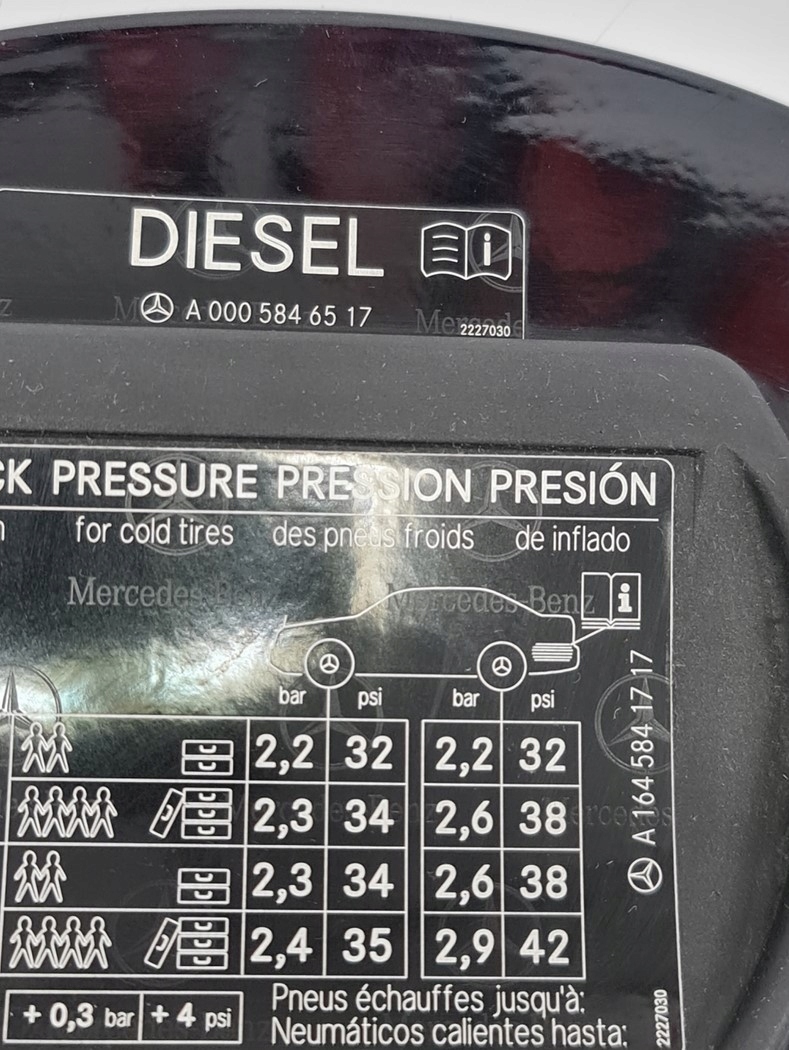 DIESEL
A 000 584 65 17
2227030
CK PRESSURE PRESSION PRESIÓN
for cold tires des pneus froids de inflado
Mercedes-Benz Mercedes-Benz
bar psi bar psi
2,2 32 2,2 32
2,3 34 2,6 38
2,3 34 2,6 38
2,4 35 2,9 42
+ 0,3 bar + 4 psi
Pneus échauffes jusqu'à:
Neumáticos calientes hasta:
A 164 584 17 17
2227030